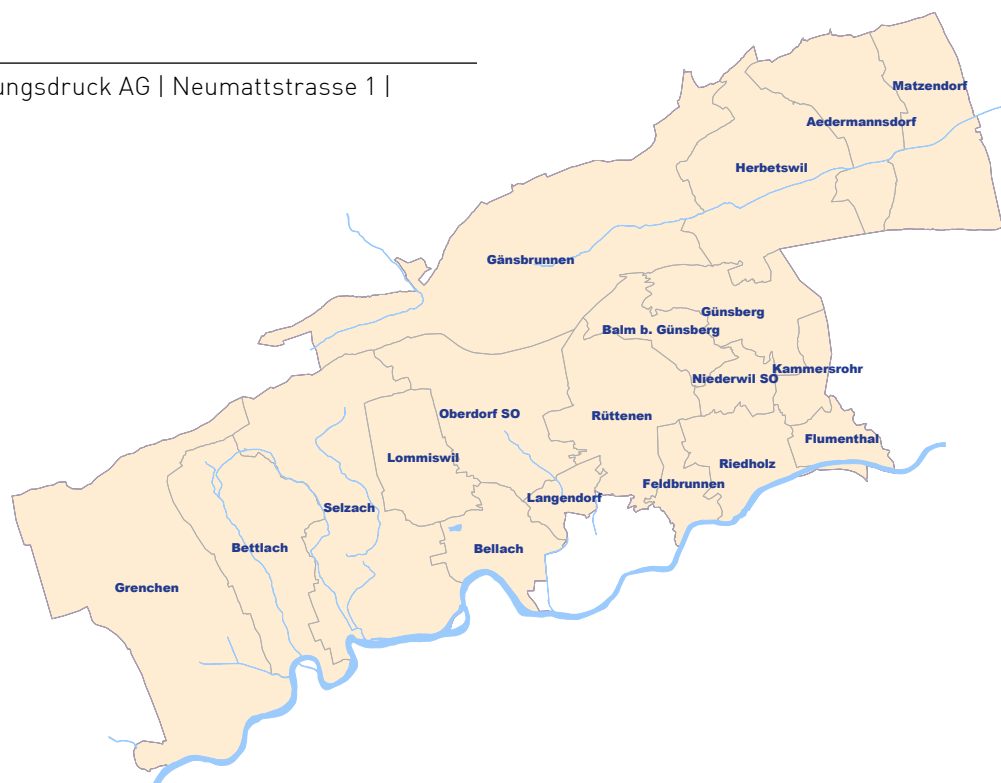 ungsdruck AG | Neumattstrasse 1 |
Matzendorf
Aedermannsdorf
Herbetswil
Gänsbrunnen
Günsberg
Balm b. Günsberg
Kammersrohr
Niederwil SO
Oberdorf SO
Rüttenen
Flumenthal
Lommiswil
Riedholz
Feldbrunnen
Langendorf
Selzach
Bettlach
Bellach
Grenchen